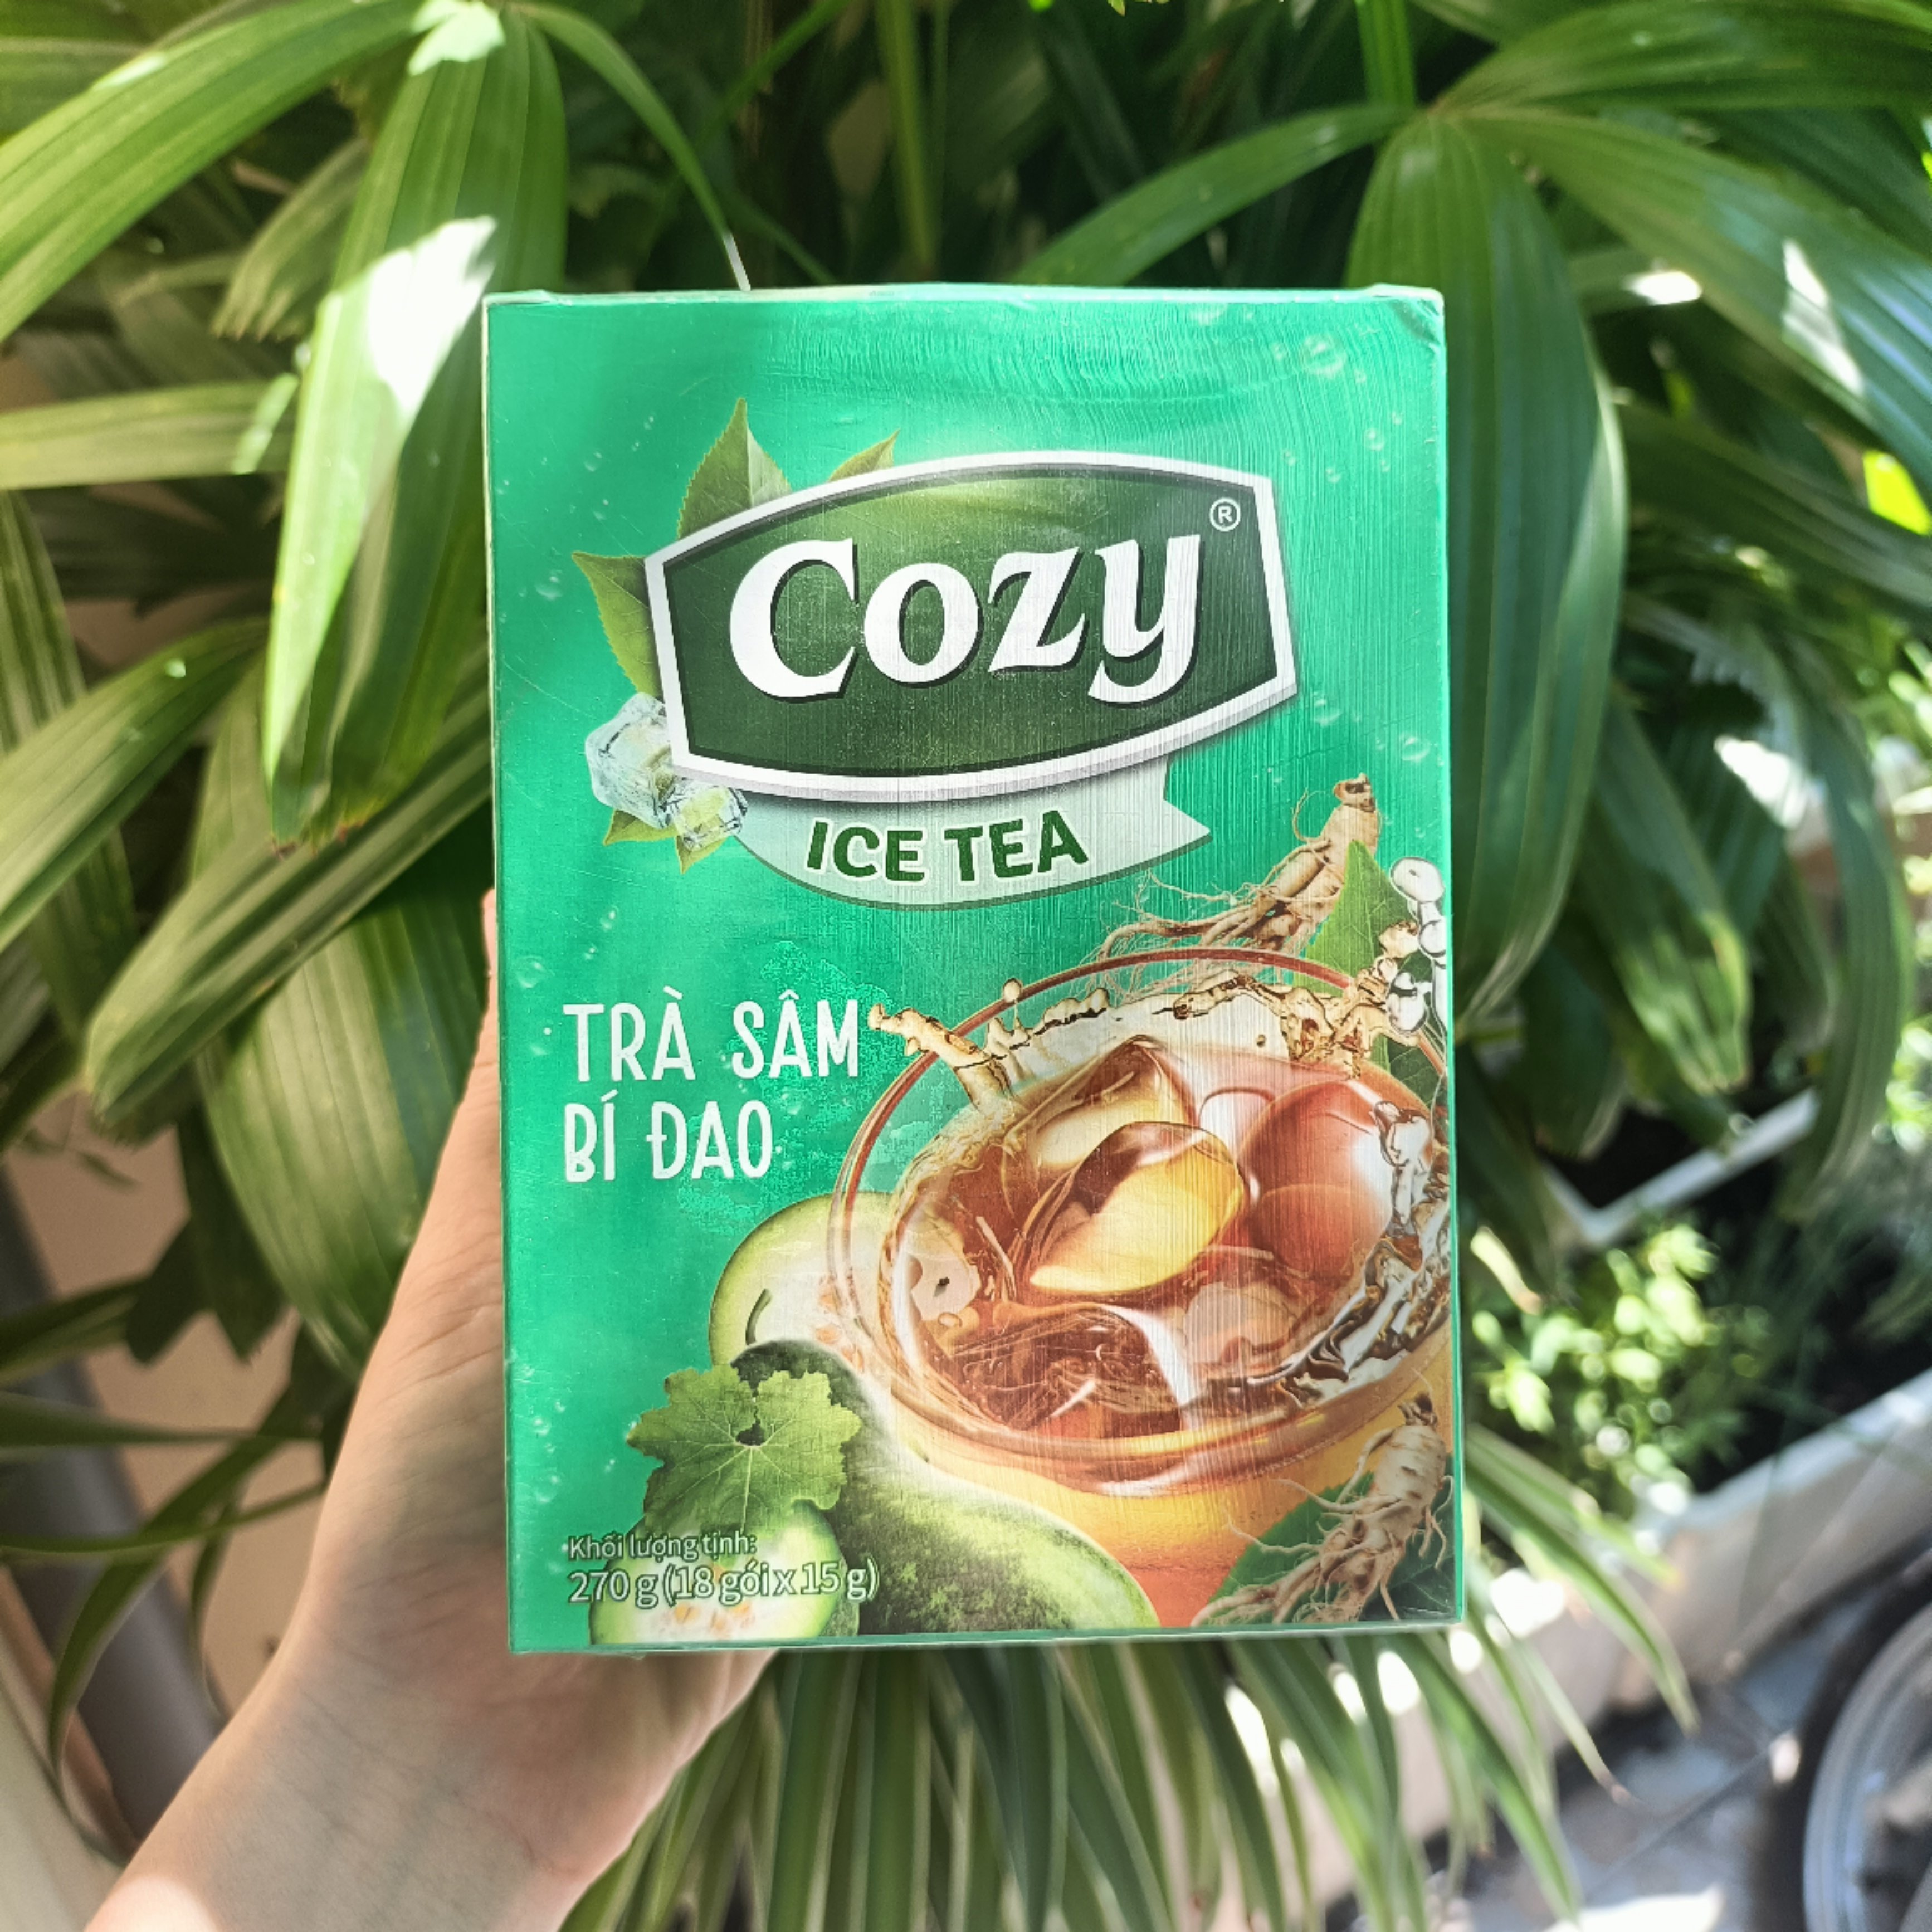 Cozy®
ICE TEA
TRÀ SÂM
BÍ ĐAO
Khối lượng tịnh:
270 g (18 gói x 15 g)